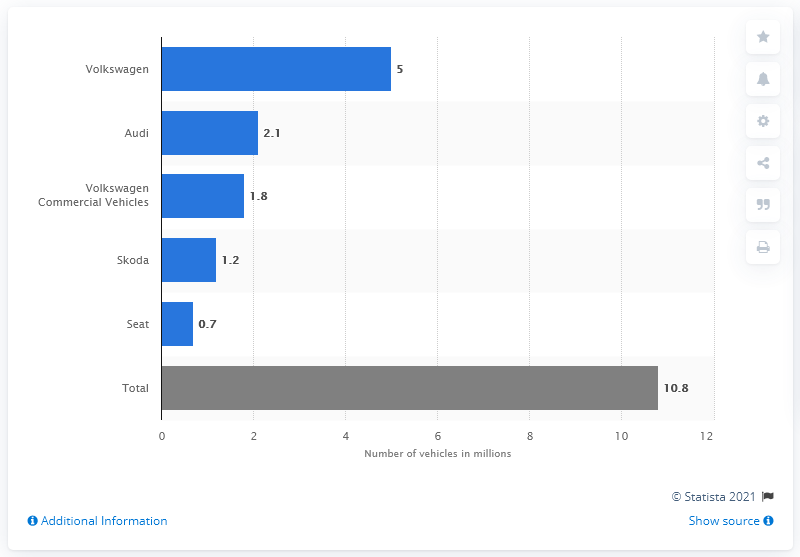 Volkswagen
5
Audi
2.1
Volkswagen
Commercial Vehicles
1.8
Skoda
1.2
Seat
0.7
Total
10.8
0 2 4 6 8 10 12
Number of vehicles in millions
© Statista 2021
Additional Information
Show source